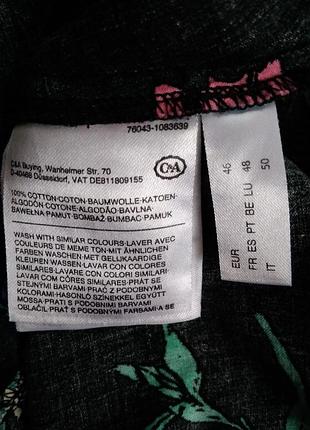 76043-1083639
C&A Buying, Wanheimer Str. 70
D-40468 Düsseldorf, VAT DE811809155
C&A
100% COTTON-COTON-BAUMWOLLE-KATOEN-
ALGODÓN COTONE-ALGODÃO-BAVLNA-
BAWEŁNA PAMUT-BOMBAŽ BUMBAC-PAMUK
WASH WITH SIMILAR COLOURS-LAVER AVEC
COULEURS DE MEME TON-MIT ÄHNLICHEN
FARBEN WASCHEN-MET GELIJKAARDIGE
KLEUREN WASSEN-LAVAR CON COLORES
SIMILARES-LAVARE CON COLORI SIMILARI-
LAVAR COM CÔRES SIMILARES-PRÁT SE
STEJNÝMI BARVAMI-PRAĆ Z PODOBNYMI
KOLORAMI-HASONLÓ SZÍNEKKEL EGYÜTT
MOSSA-PRATI S PODOBNIMI BARVAMI
OBLAČIL-PRAŤ S PODOBNÝMI FARBAMI-A SE
EUR 46
FR ES PT BE LU 48
IT 50